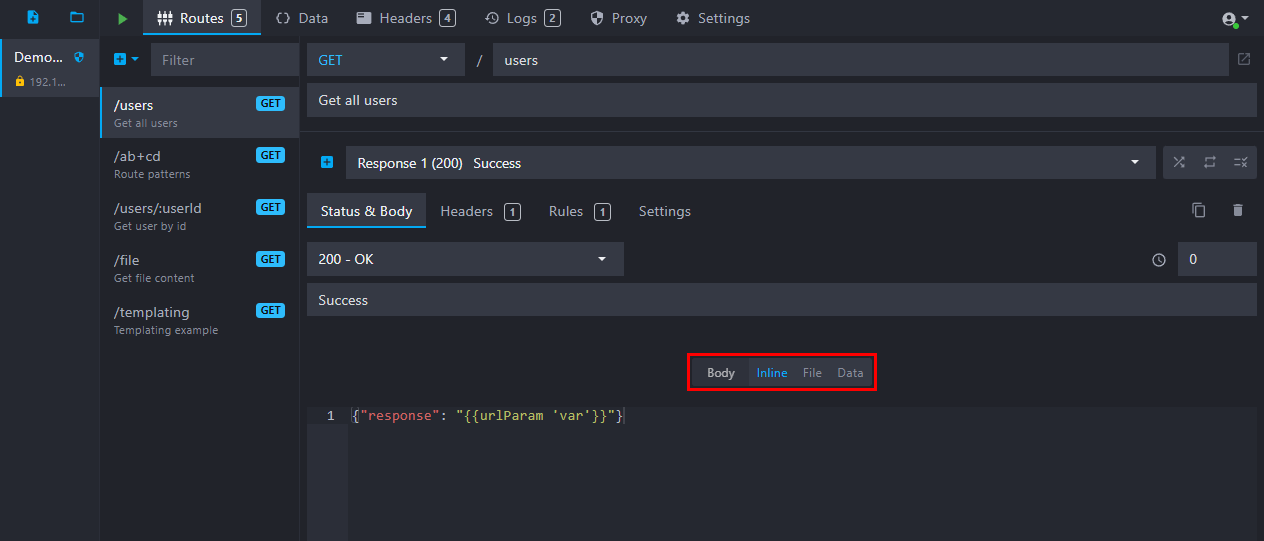 Routes 5 Data Headers 4 Logs 2 Proxy Settings
Demo...
192.1...
Filter
/users GET
Get all users
/ab+cd GET
Route patterns
/users/:userId GET
Get user by id
/file GET
Get file content
/templating GET
Templating example
GET / users
Get all users
Response 1 (200) Success
Status & Body Headers 1 Rules 1 Settings
200 - OK 0
Success
Body Inline File Data
1 {"response": "{{urlParam 'var'}}"}